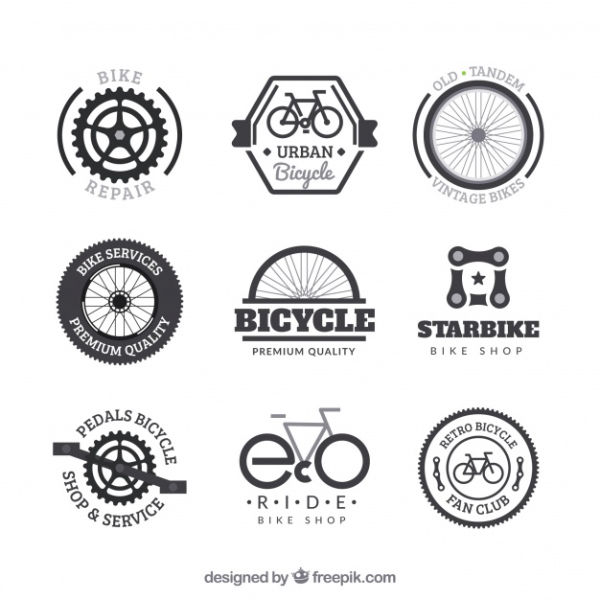 BIKE
REPAIR
URBAN
Bicycle
OLD • TANDEM
VINTAGE BIKES
BIKE SERVICES
PREMIUM QUALITY
BICYCLE
PREMIUM QUALITY
STARBIKE
BIKE SHOP
PEDALS BICYCLE
SHOP & SERVICE
eco
• R • I • D • E •
BIKE SHOP
RETRO BICYCLE
FAN CLUB
designed by freepik.com